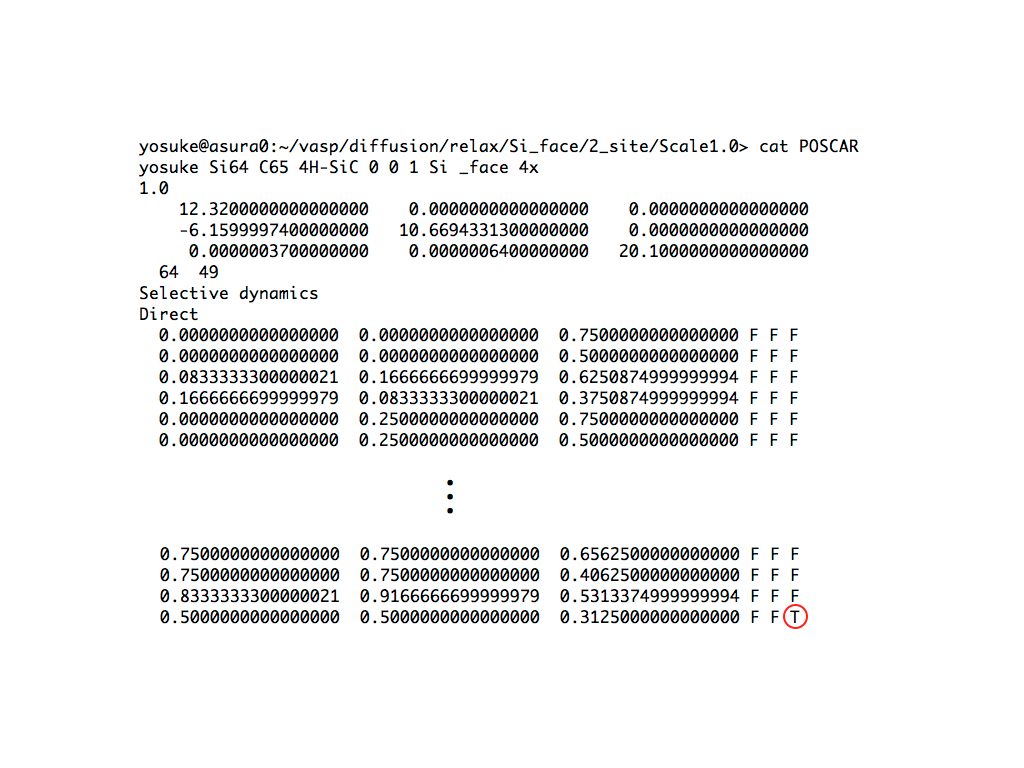 yosuke@asura0:~/vasp/diffusion/relax/Si_face/2_site/Scale1.0> cat POSCAR
yosuke Si64 C65 4H-SiC 0 0 1 Si _face 4x
1.0
12.3200000000000000 0.0000000000000000 0.0000000000000000
-6.1599997400000000 10.6694331300000000 0.0000000000000000
0.0000003700000000 0.0000006400000000 20.1000000000000000
64 49
Selective dynamics
Direct
0.0000000000000000 0.0000000000000000 0.7500000000000000 F F F
0.0000000000000000 0.0000000000000000 0.5000000000000000 F F F
0.0833333300000021 0.1666666699999979 0.6250874999999994 F F F
0.1666666699999979 0.0833333300000021 0.3750874999999994 F F F
0.0000000000000000 0.2500000000000000 0.7500000000000000 F F F
0.0000000000000000 0.2500000000000000 0.5000000000000000 F F F
⋮
0.7500000000000000 0.7500000000000000 0.6562500000000000 F F F
0.7500000000000000 0.7500000000000000 0.4062500000000000 F F F
0.8333333300000021 0.9166666699999979 0.5313374999999994 F F F
0.5000000000000000 0.5000000000000000 0.3125000000000000 F F T